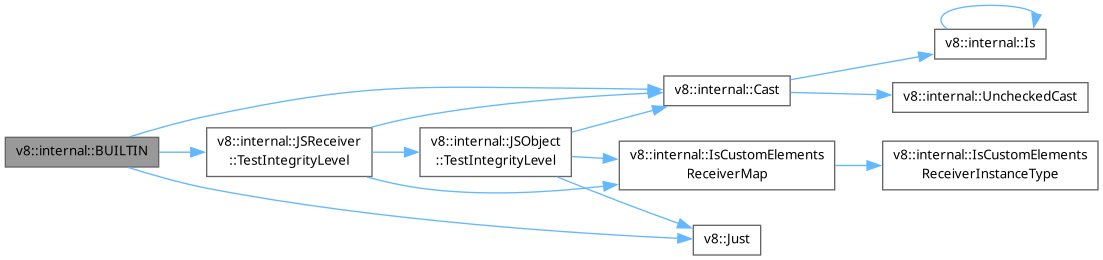 v8::internal::BUILTIN
v8::internal::JSReceiver
::TestIntegrityLevel
v8::internal::JSObject
::TestIntegrityLevel
v8::internal::Cast
v8::internal::IsCustomElements
ReceiverMap
v8::Just
v8::internal::Is
v8::internal::UncheckedCast
v8::internal::IsCustomElements
ReceiverInstanceType